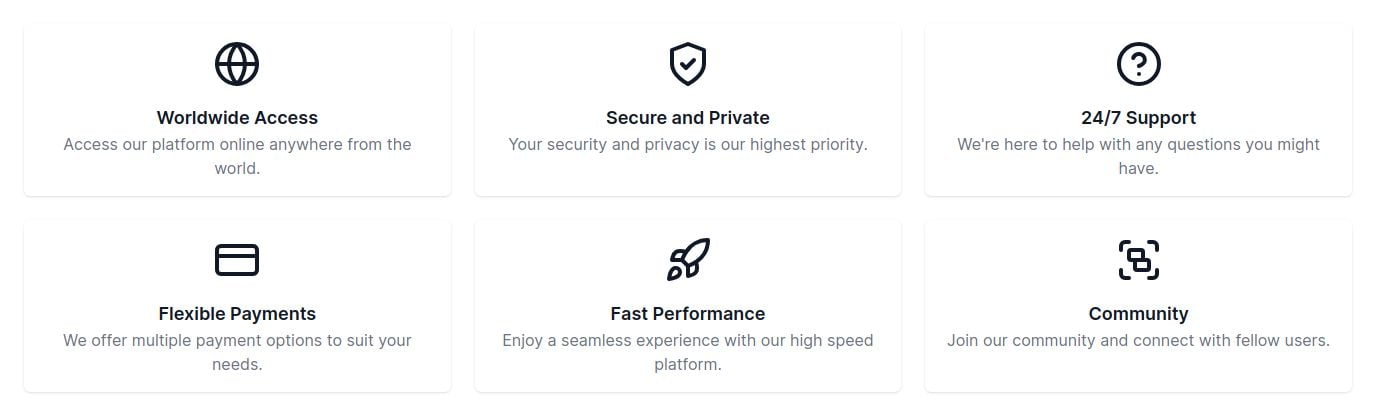 Worldwide Access
Access our platform online anywhere from the
world.
Secure and Private
Your security and privacy is our highest priority.
24/7 Support
We're here to help with any questions you might
have.
Flexible Payments
We offer multiple payment options to suit your
needs.
Fast Performance
Enjoy a seamless experience with our high speed
platform.
Community
Join our community and connect with fellow users.